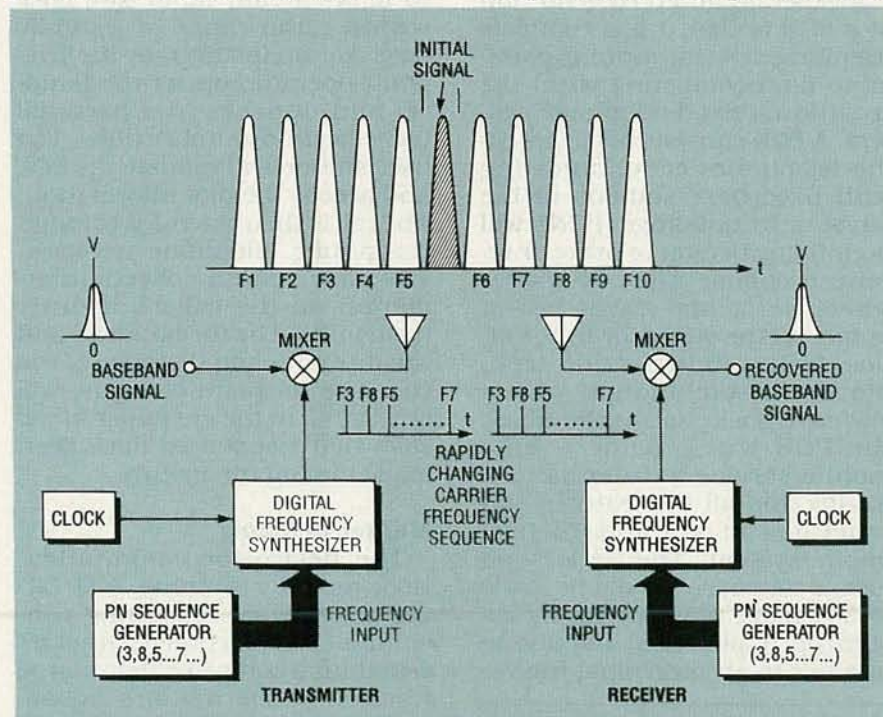 INITIAL
SIGNAL
F1 F2 F3 F4 F5 F6 F7 F8 F9 F10 t
V
0
BASEBAND
SIGNAL
MIXER
F3 F8 F5 F7
t
RAPIDLY
CHANGING
CARRIER
FREQUENCY
SEQUENCE
F3 F8 F5 F7
t
MIXER
V
0
RECOVERED
BASEBAND
SIGNAL
CLOCK
DIGITAL
FREQUENCY
SYNTHESIZER
DIGITAL
FREQUENCY
SYNTHESIZER
CLOCK
PN SEQUENCE
GENERATOR
(3,8,5...7...)
FREQUENCY
INPUT
FREQUENCY
INPUT
PN SEQUENCE
GENERATOR
(3,8,5...7...)
TRANSMITTER
RECEIVER